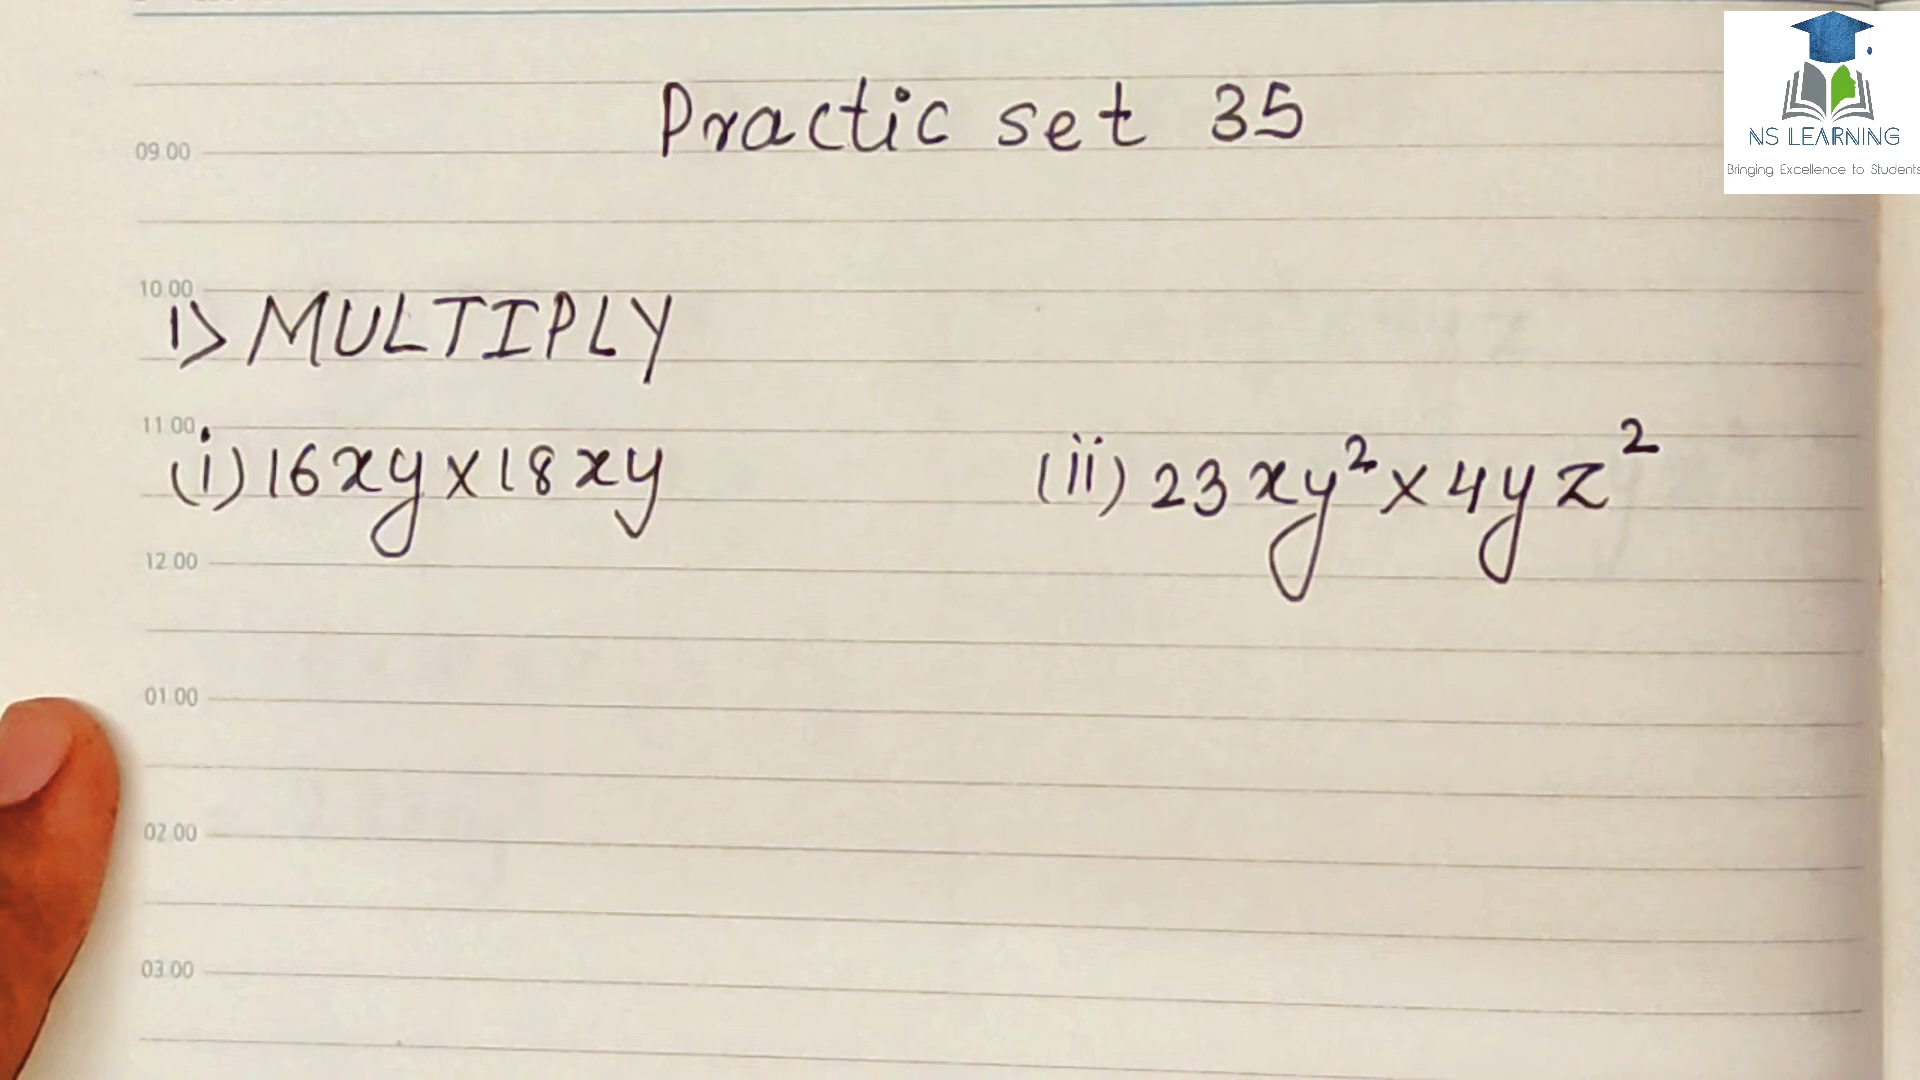 Practic set 35
NS LEARNING
Bringing Excellence to Students
09.00
10 00
1) MULTIPLY
11 00
(i) 16xy x 18xy
(ii) 23xy² x 4yz²
12 00
01 00
02 00
03.00